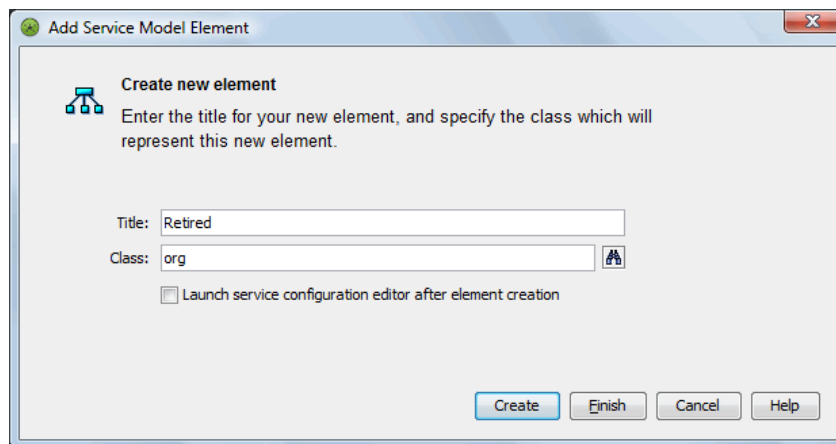 Add Service Model Element
Create new element
Enter the title for your new element, and specify the class which will
represent this new element.
Title: Retired
Class: org
Launch service configuration editor after element creation
Create Finish Cancel Help